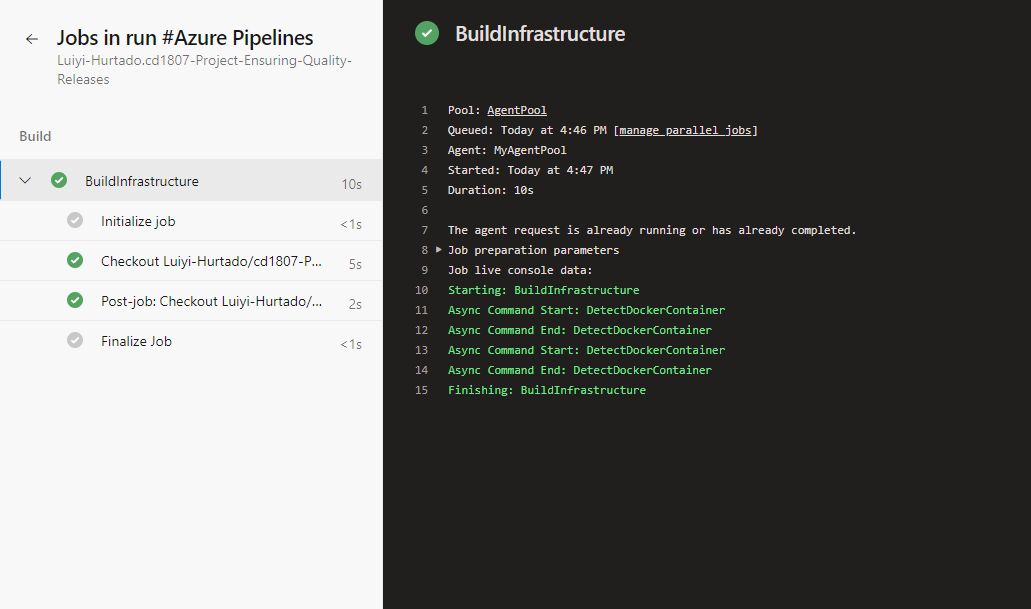 Jobs in run #Azure Pipelines
Luiyi-Hurtado.cd1807-Project-Ensuring-Quality-
Releases
Build
BuildInfrastructure 10s
Initialize job <1s
Checkout Luiyi-Hurtado/cd1807-P... 5s
Post-job: Checkout Luiyi-Hurtado/... 2s
Finalize Job <1s
BuildInfrastructure
1 Pool: AgentPool
2 Queued: Today at 4:46 PM [manage parallel jobs]
3 Agent: MyAgentPool
4 Started: Today at 4:47 PM
5 Duration: 10s
6
7 The agent request is already running or has already completed.
8 Job preparation parameters
9 Job live console data:
10 Starting: BuildInfrastructure
11 Async Command Start: DetectDockerContainer
12 Async Command End: DetectDockerContainer
13 Async Command Start: DetectDockerContainer
14 Async Command End: DetectDockerContainer
15 Finishing: BuildInfrastructure